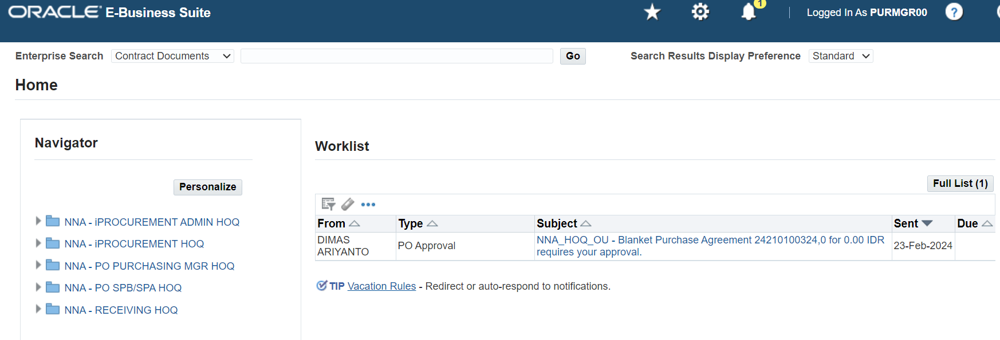 ORACLE E-Business Suite
1
Logged In As PURMGR00
?
Enterprise Search Contract Documents Go Search Results Display Preference Standard
Home
Navigator
Personalize
NNA - iPROCUREMENT ADMIN HOQ
NNA - iPROCUREMENT HOQ
NNA - PO PURCHASING MGR HOQ
NNA - PO SPB/SPA HOQ
NNA - RECEIVING HOQ
Worklist
Full List (1)
From Type Subject Sent Due
DIMAS
ARIYANTO
PO Approval
NNA_HOQ_OU - Blanket Purchase Agreement 24210100324,0 for 0.00 IDR
requires your approval.
23-Feb-2024
TIP Vacation Rules - Redirect or auto-respond to notifications.